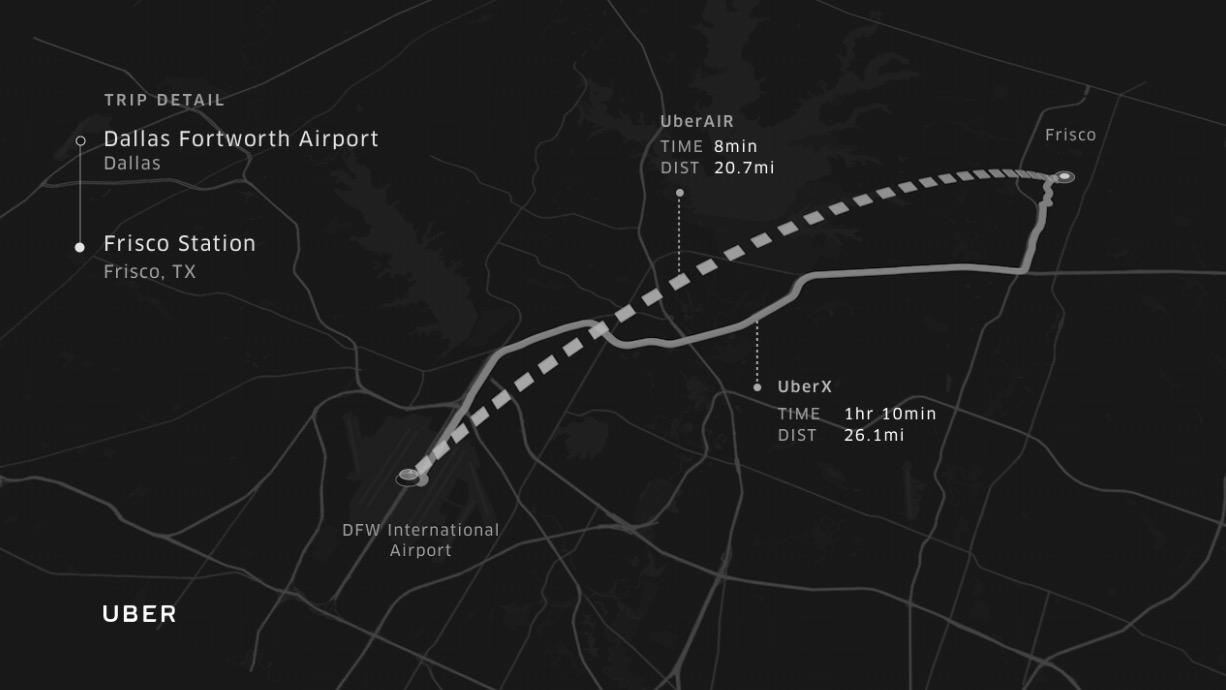 TRIP DETAIL
Dallas Fortworth Airport
Dallas
Frisco Station
Frisco, TX
UberAIR
TIME 8min
DIST 20.7mi
Frisco
UberX
TIME 1hr 10min
DIST 26.1mi
DFW International
Airport
UBER